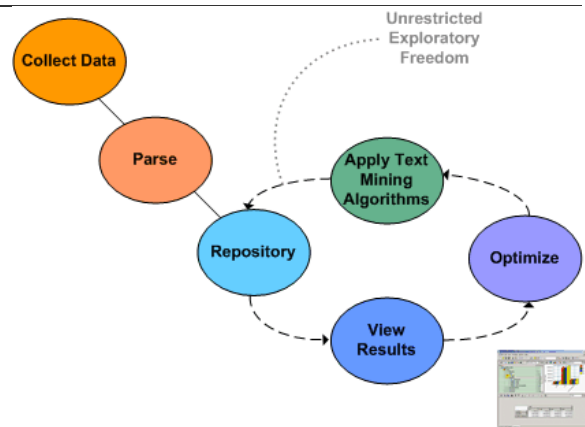 Unrestricted
Exploratory
Freedom
Collect Data
Parse
Apply Text
Mining
Algorithms
Repository
Optimize
View
Results